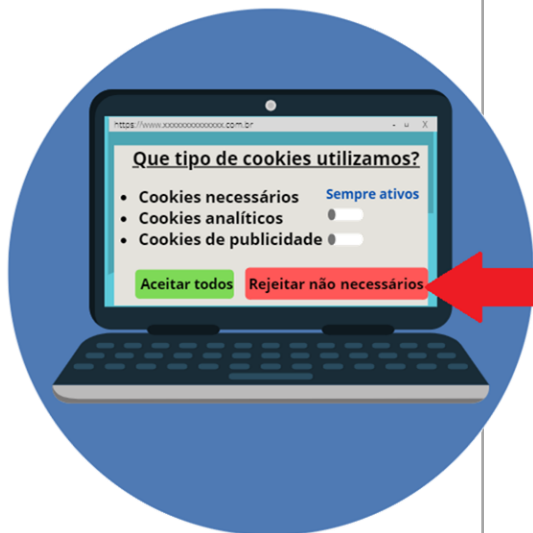 https://www.xxxxxxxxxxxxxx.com.br - u X
Que tipo de cookies utilizamos?
• Cookies necessários Sempre ativos
• Cookies analíticos
• Cookies de publicidade
Aceitar todos Rejeitar não necessários